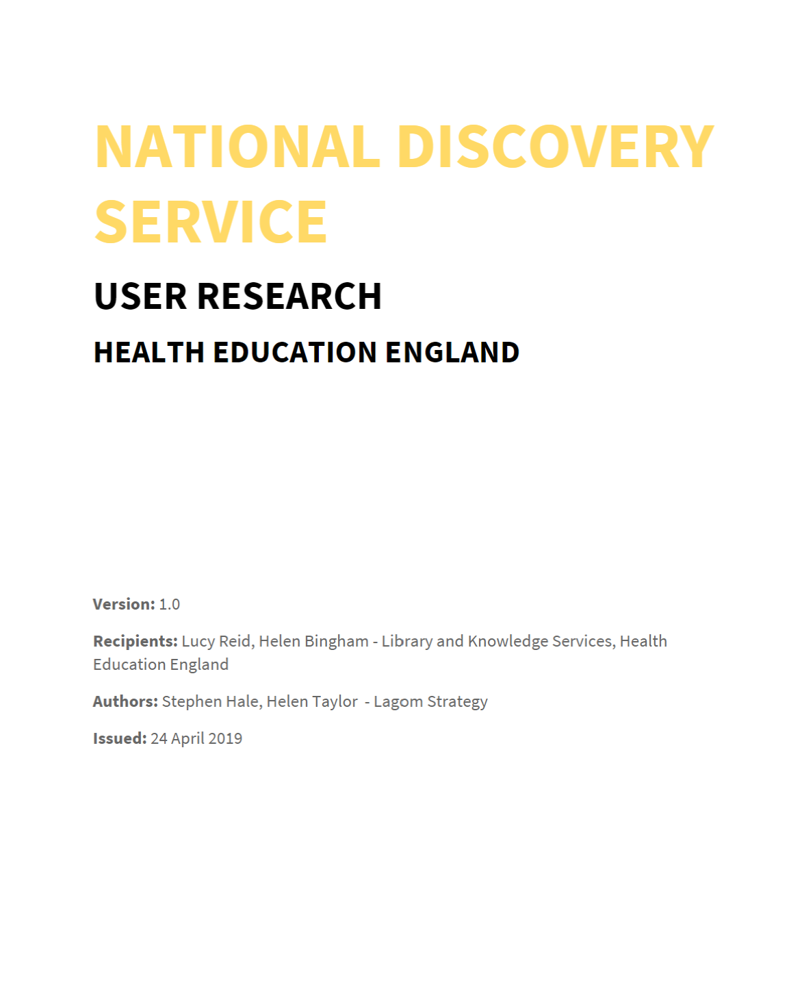 NATIONAL DISCOVERY
SERVICE
USER RESEARCH
HEALTH EDUCATION ENGLAND
Version: 1.0
Recipients: Lucy Reid, Helen Bingham - Library and Knowledge Services, Health
Education England
Authors: Stephen Hale, Helen Taylor - Lagom Strategy
Issued: 24 April 2019